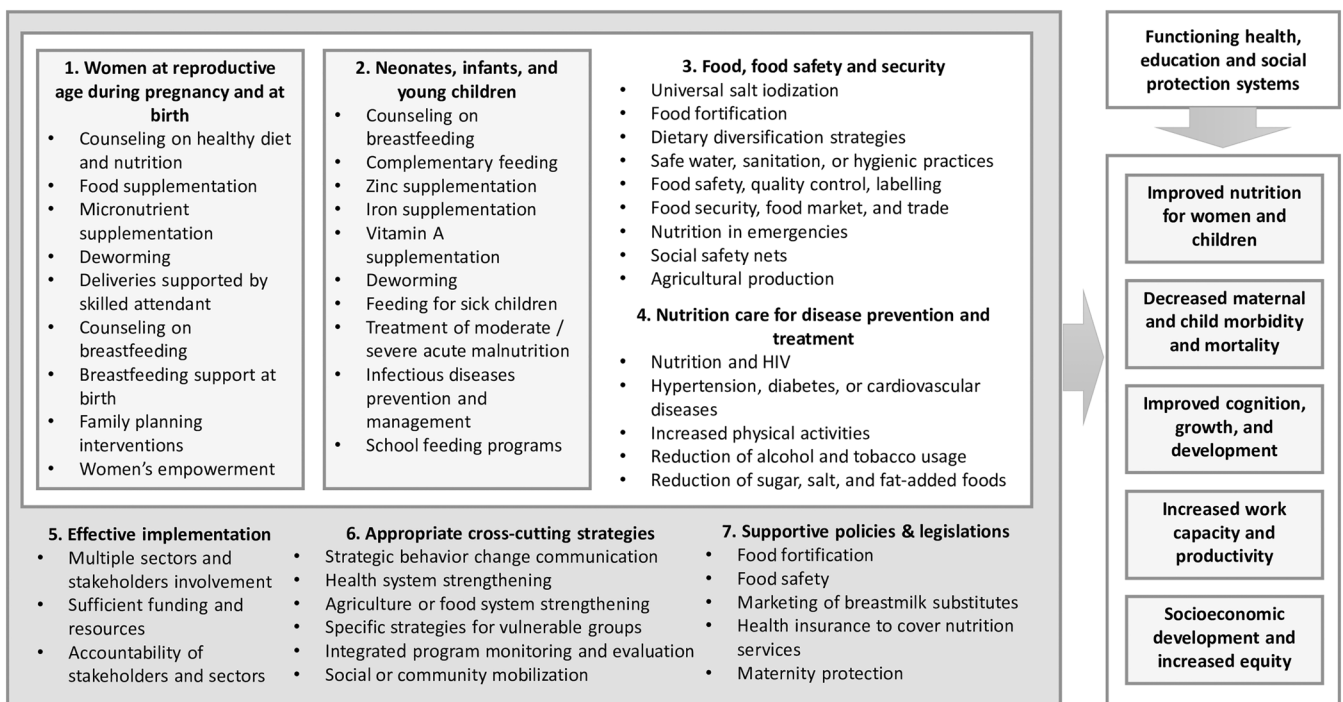 1. Women at reproductive
age during pregnancy and at
birth
• Counseling on healthy diet
and nutrition
• Food supplementation
• Micronutrient
supplementation
• Deworming
• Deliveries supported by
skilled attendant
• Counseling on
breastfeeding
• Breastfeeding support at
birth
• Family planning
interventions
• Women’s empowerment
2. Neonates, infants, and
young children
• Counseling on
breastfeeding
• Complementary feeding
• Zinc supplementation
• Iron supplementation
• Vitamin A
supplementation
• Deworming
• Feeding for sick children
• Treatment of moderate /
severe acute malnutrition
• Infectious diseases
prevention and
management
• School feeding programs
3. Food, food safety and security
• Universal salt iodization
• Food fortification
• Dietary diversification strategies
• Safe water, sanitation, or hygienic practices
• Food safety, quality control, labelling
• Food security, food market, and trade
• Nutrition in emergencies
• Social safety nets
• Agricultural production
4. Nutrition care for disease prevention and
treatment
• Nutrition and HIV
• Hypertension, diabetes, or cardiovascular
diseases
• Increased physical activities
• Reduction of alcohol and tobacco usage
• Reduction of sugar, salt, and fat-added foods
5. Effective implementation
• Multiple sectors and
stakeholders involvement
• Sufficient funding and
resources
• Accountability of
stakeholders and sectors
6. Appropriate cross-cutting strategies
• Strategic behavior change communication
• Health system strengthening
• Agriculture or food system strengthening
• Specific strategies for vulnerable groups
• Integrated program monitoring and evaluation
• Social or community mobilization
7. Supportive policies & legislations
• Food fortification
• Food safety
• Marketing of breastmilk substitutes
• Health insurance to cover nutrition
services
• Maternity protection
Functioning health,
education and social
protection systems
Improved nutrition
for women and
children
Decreased maternal
and child morbidity
and mortality
Improved cognition,
growth, and
development
Increased work
capacity and
productivity
Socioeconomic
development and
increased equity